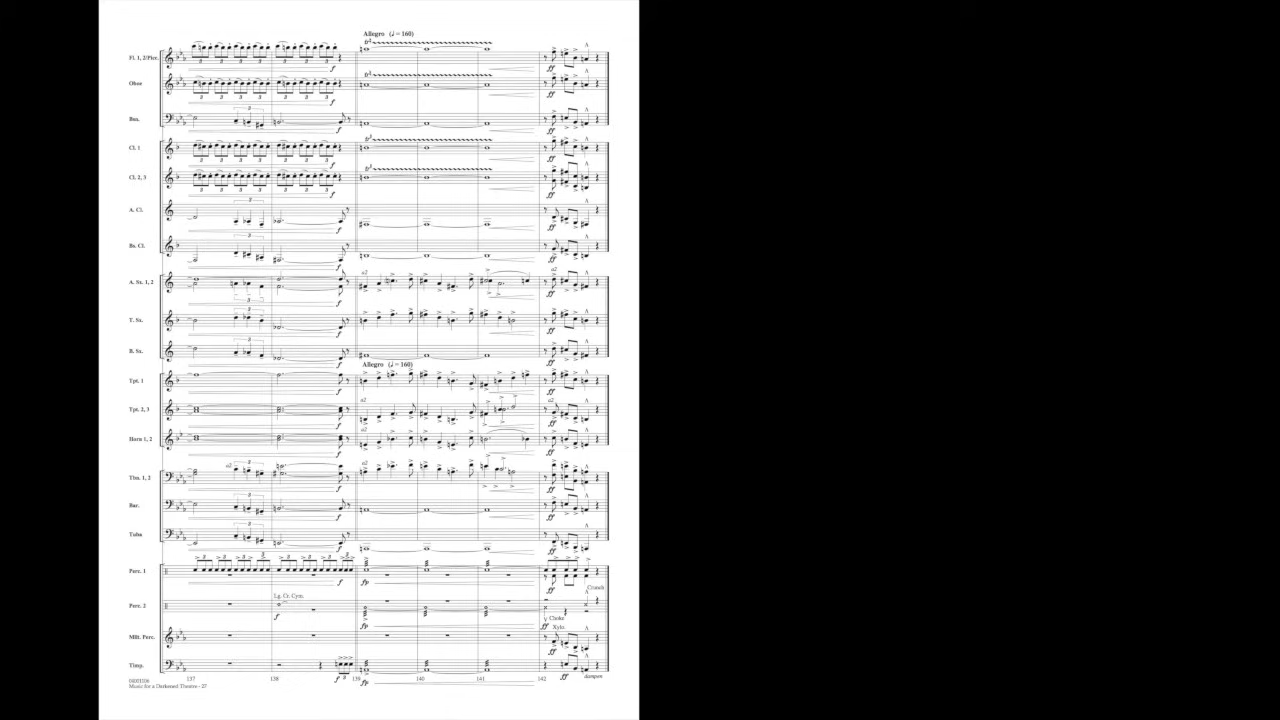 Allegro (♩ = 160)
Fl. 1, 2/Picc.
Oboe
Bsn.
Cl. 1
Cl. 2, 3
A. Cl.
Bs. Cl.
A. Sx. 1, 2
T. Sx.
B. Sx.
Allegro (♩ = 160)
Tpt. 1
Tpt. 2, 3
Horn 1, 2
Tbn. 1, 2
Bar.
Tuba
Perc. 1
Crotch
Lg. Cr. Cym.
Perc. 2
Choke
Xylo.
Mlt. Perc.
Timp.
dampen
137 138 139 140 141 142
Music for a Darkened Theatre - 27